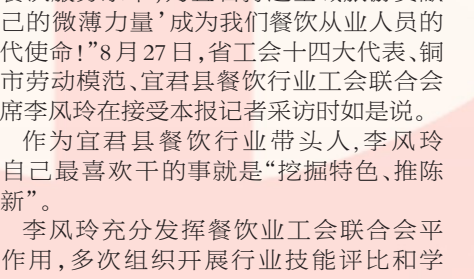 己的微薄力量’成为我们餐饮从业人员的
代使命!”8月27日,省工会十四大代表、铜
市劳动模范、宜君县餐饮行业工会联合会
席李风玲在接受本报记者采访时如是说。
作为宜君县餐饮行业带头人,李风玲
自己最喜欢干的事就是“挖掘特色、推陈
新”。
李风玲充分发挥餐饮业工会联合会平
作用,多次组织开展行业技能评比和学